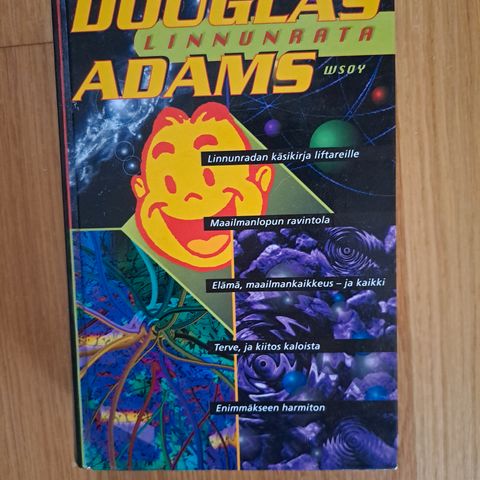 DOUGLAS
LINNUNRATA
ADAMS WSOY
Linnunradan käsikirja liftareille
Maailmanlopun ravintola
Elämä, maailmankaikkeus – ja kaikki
Terve, ja kiitos kaloista
Enimmäkseen harmiton